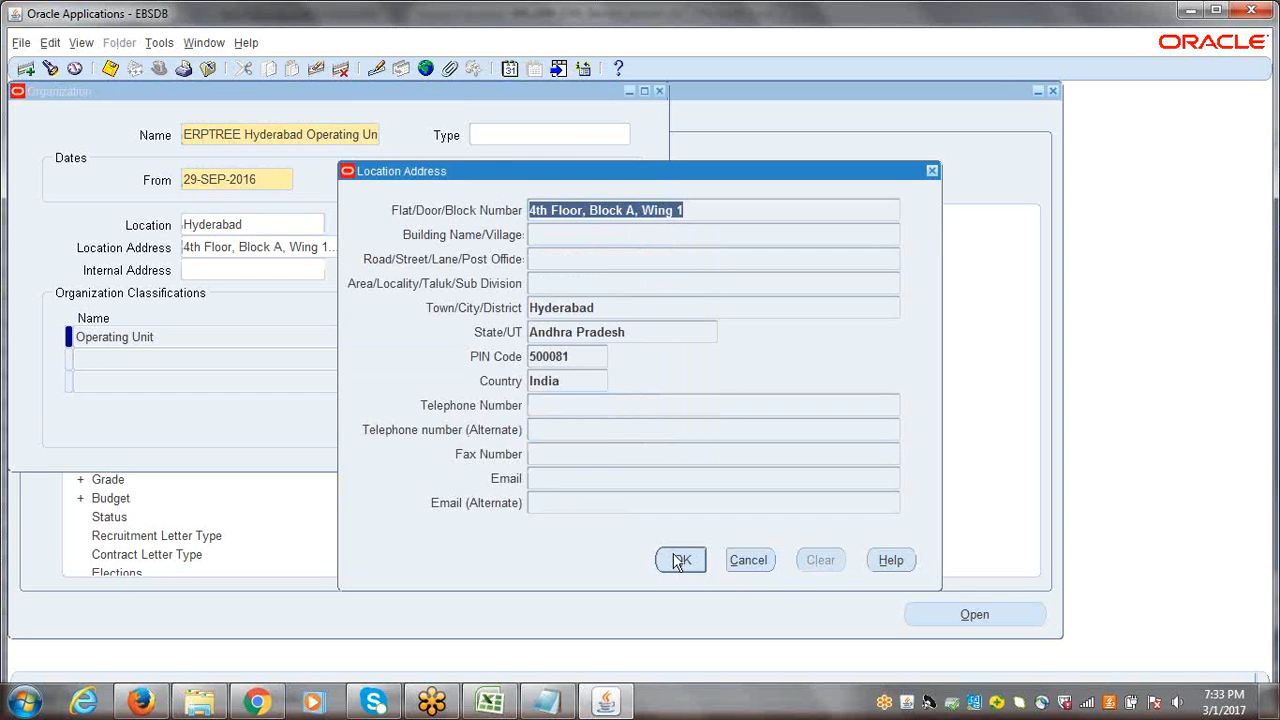 Oracle Applications - EBSDB
File Edit View Folder Tools Window Help
ORACLE
Organization
Name ERPTREE Hyderabad Operating Un Type
Dates
From 29-SEP-2016
Location Hyderabad
Location Address 4th Floor, Block A, Wing 1...
Internal Address
Organization Classifications
Name
Operating Unit
Location Address
Flat/Door/Block Number 4th Floor, Block A, Wing 1
Building Name/Village
Road/Street/Lane/Post Office
Area/Locality/Taluk/Sub Division
Town/City/District Hyderabad
State/UT Andhra Pradesh
PIN Code 500081
Country India
Telephone Number
Telephone number (Alternate)
Fax Number
Email
Email (Alternate)
OK Cancel Clear Help
+ Grade
+ Budget
Status
Recruitment Letter Type
Contract Letter Type
Elections
Open
7:33 PM
3/1/2017